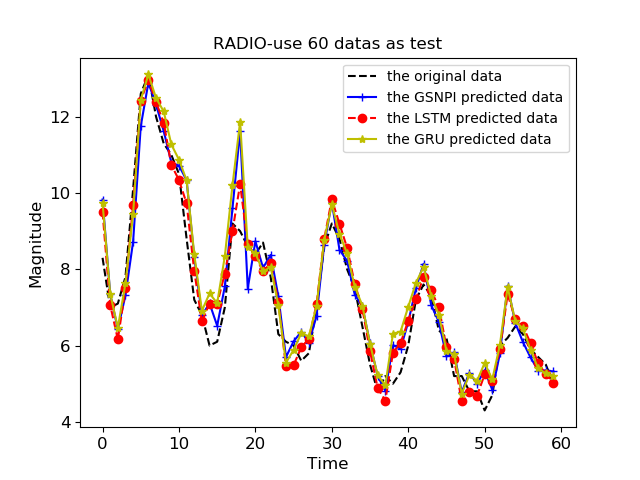 RADIO-use 60 datas as test
the original data
the GSNPI predicted data
the LSTM predicted data
the GRU predicted data
Magnitude
12
10
8
6
4
0
10
20
30
40
50
60
Time